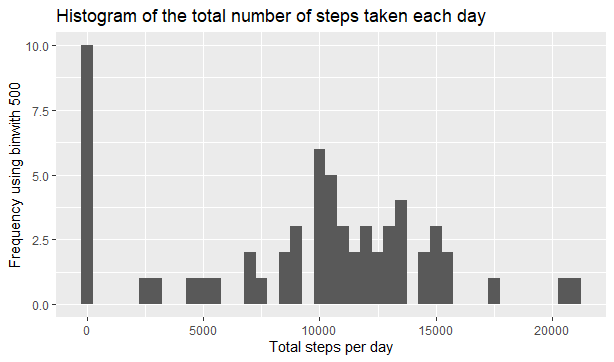 Histogram of the total number of steps taken each day
Frequency using binwith 500
10.0
7.5
5.0
2.5
0.0
0 5000 10000 15000 20000
Total steps per day